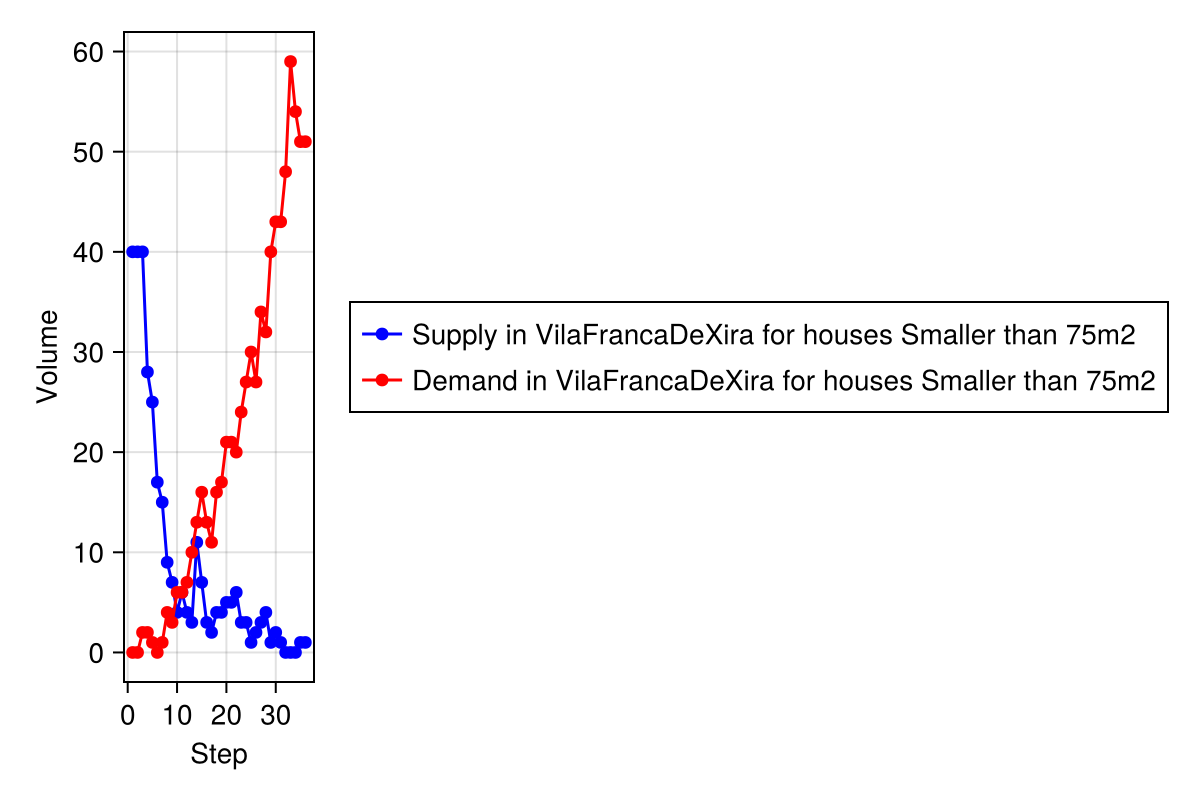 60
50
40
30
20
10
0
Volume
0 10 20 30
Step
Supply in VilaFrancaDeXira for houses Smaller than 75m2
Demand in VilaFrancaDeXira for houses Smaller than 75m2